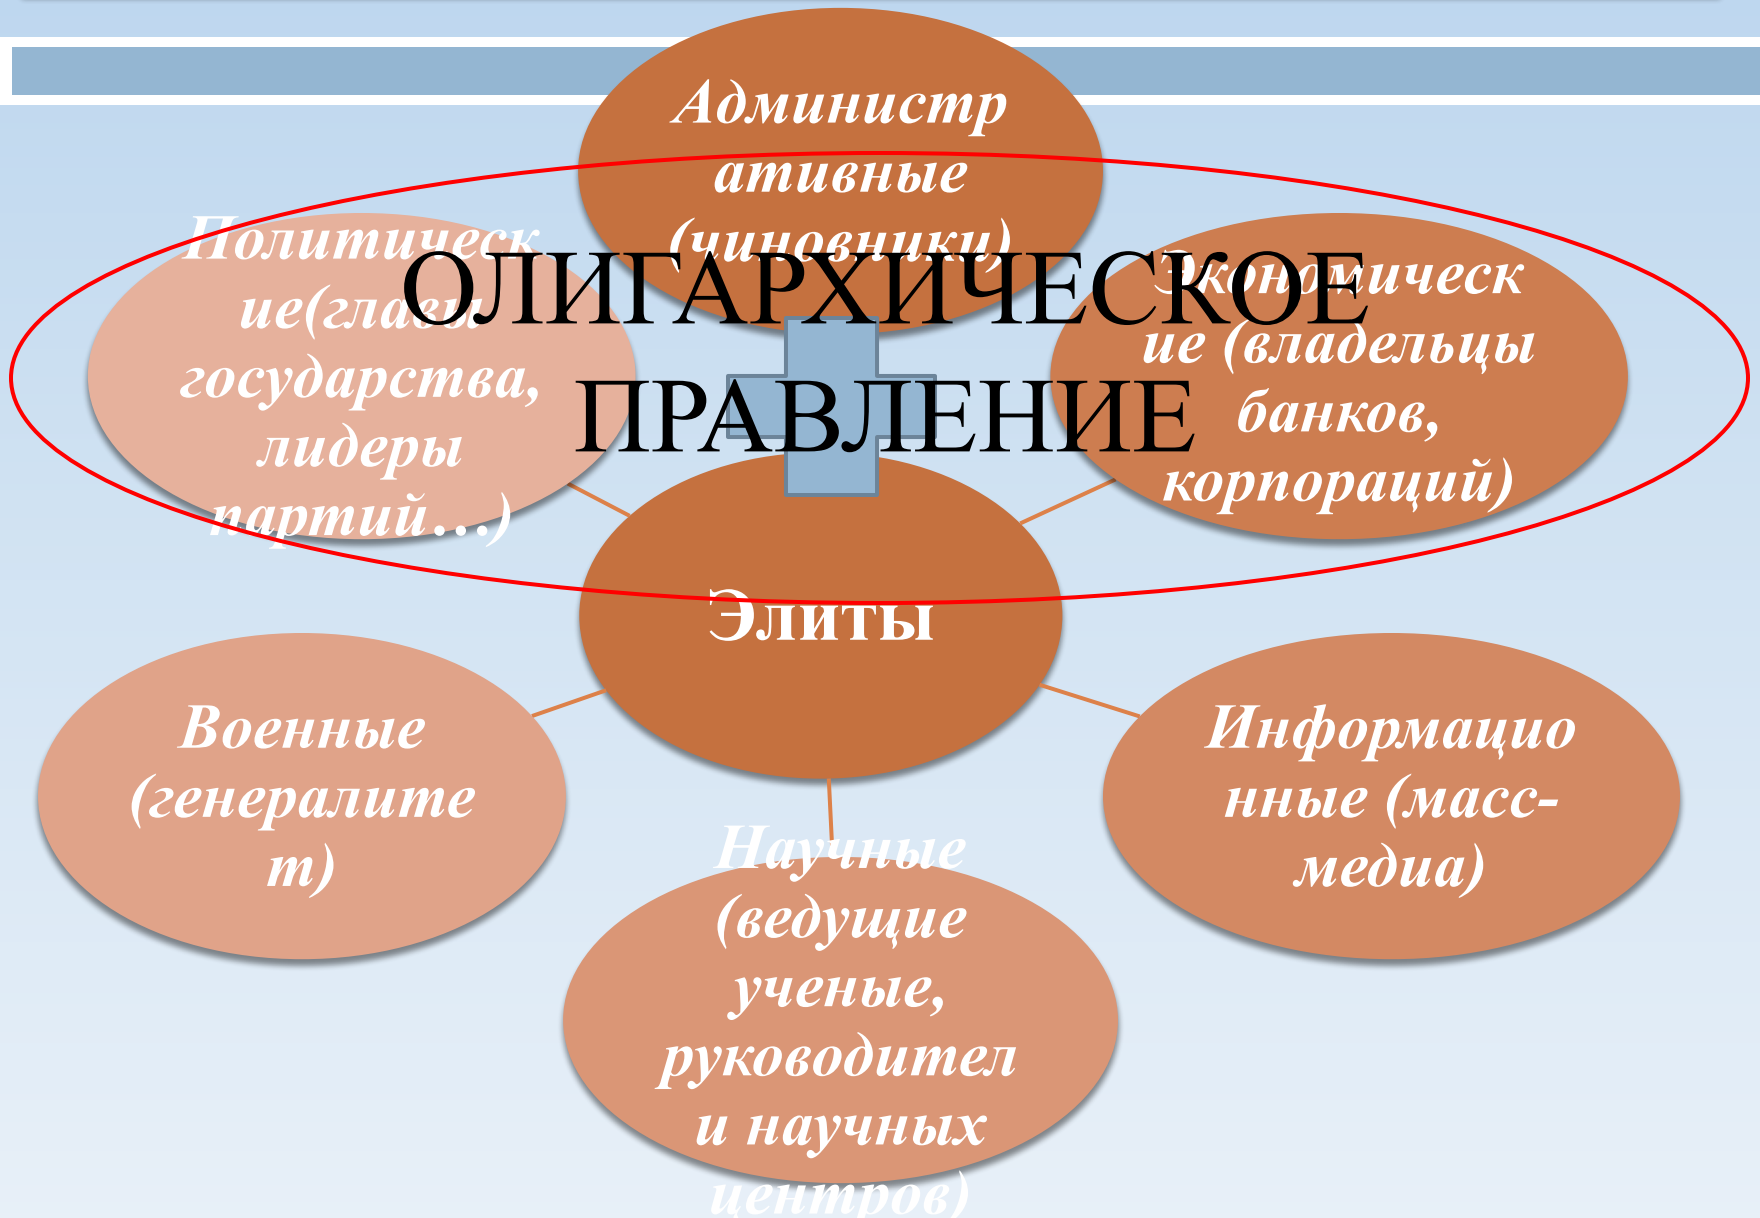 Администр
ативные
(чиновники)
Политическ
ие(главы
государства,
лидеры
партий...)
ОЛИГАРХИЧЕСКОЕ
ПРАВЛЕНИЕ
Экономическ
ие (владельцы
банков,
корпораций)
Элиты
Военные
(генералите
т)
Информацио
нные (масс-
медиа)
Научные
(ведущие
ученые,
руководител
и научных
центров)